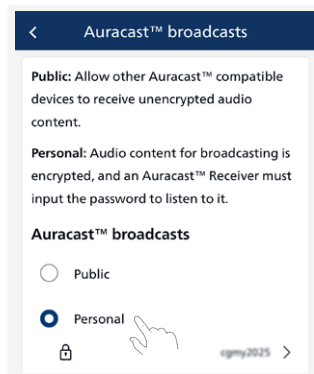 Auracast™ broadcasts
Public: Allow other Auracast™ compatible
devices to receive unencrypted audio
content.
Personal: Audio content for broadcasting is
encrypted, and an Auracast™ Receiver must
input the password to listen to it.
Auracast™ broadcasts
Public
Personal